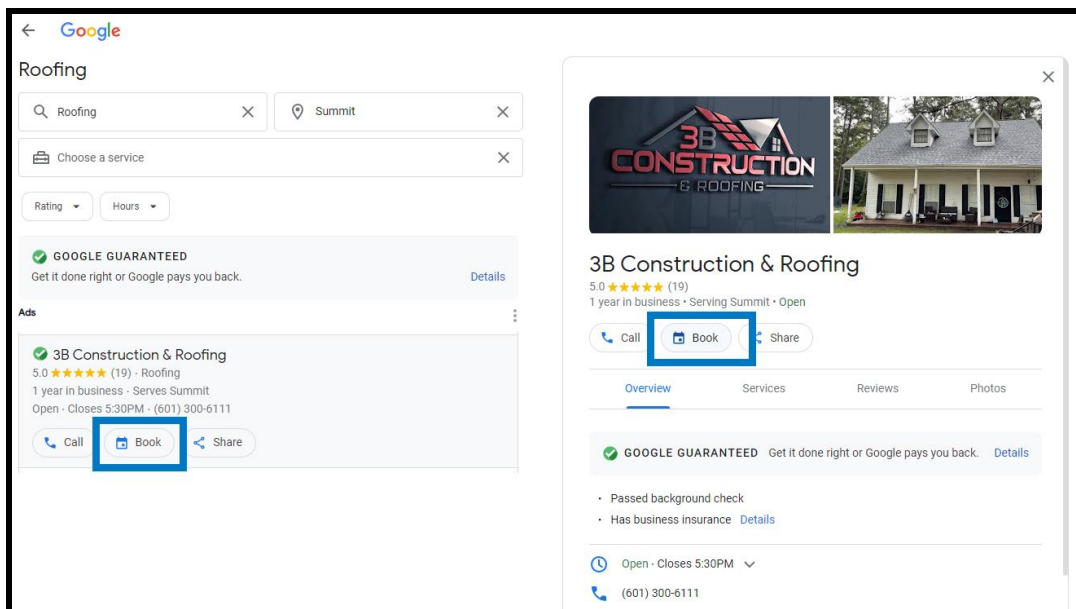 Google
Roofing
Roofing
Summit
Choose a service
Rating
Hours
GOOGLE GUARANTEED
Get it done right or Google pays you back.
Details
Ads
3B Construction & Roofing
5.0 ★★★★★ (19) · Roofing
1 year in business · Serves Summit
Open · Closes 5:30PM · (601) 300-6111
Call
Book
Share
3B
CONSTRUCTION
& ROOFING
3B Construction & Roofing
5.0 ★★★★★ (19)
1 year in business • Serving Summit • Open
Call
Book
Share
Overview
Services
Reviews
Photos
GOOGLE GUARANTEED Get it done right or Google pays you back. Details
• Passed background check
• Has business insurance Details
Open · Closes 5:30PM
(601) 300-6111